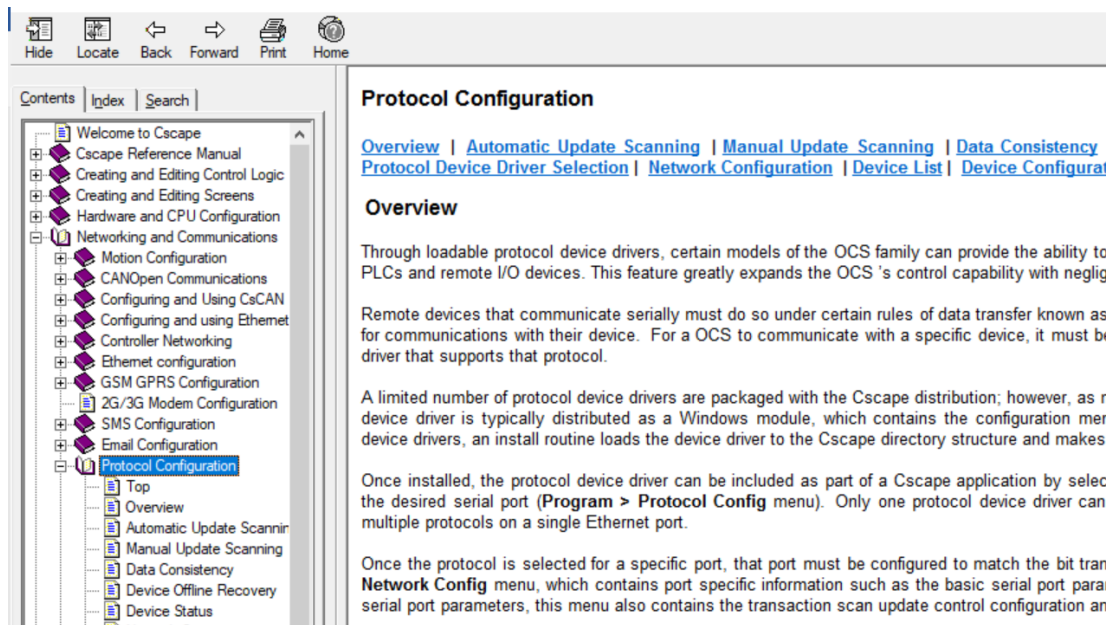 Hide Locate Back Forward Print Home
Contents Index Search
Welcome to Cscape
Cscape Reference Manual
Creating and Editing Control Logic
Creating and Editing Screens
Hardware and CPU Configuration
Networking and Communications
Motion Configuration
CANOpen Communications
Configuring and Using CsCAN
Configuring and using Ethernet
Controller Networking
Ethernet configuration
GSM GPRS Configuration
2G/3G Modem Configuration
SMS Configuration
Email Configuration
Protocol Configuration
Top
Overview
Automatic Update Scannin
Manual Update Scanning
Data Consistency
Device Offline Recovery
Device Status
Protocol Configuration
Overview | Automatic Update Scanning | Manual Update Scanning | Data Consistency
Protocol Device Driver Selection | Network Configuration | Device List | Device Configurat
Overview
Through loadable protocol device drivers, certain models of the OCS family can provide the ability to
PLCs and remote I/O devices. This feature greatly expands the OCS 's control capability with neglig
Remote devices that communicate serially must do so under certain rules of data transfer known as
for communications with their device. For a OCS to communicate with a specific device, it must be
driver that supports that protocol.
A limited number of protocol device drivers are packaged with the Cscape distribution; however, as
device driver is typically distributed as a Windows module, which contains the configuration
device drivers, an install routine loads the device driver to the Cscape directory structure and makes
Once installed, the protocol device driver can be included as part of a Cscape application by selec
the desired serial port (Program > Protocol Config menu). Only one protocol device driver can
multiple protocols on a single Ethernet port.
Once the protocol is selected for a specific port, that port must be configured to match the bit tran
Network Config menu, which contains port specific information such as the basic serial port para
serial port parameters, this menu also contains the transaction scan update control configuration an